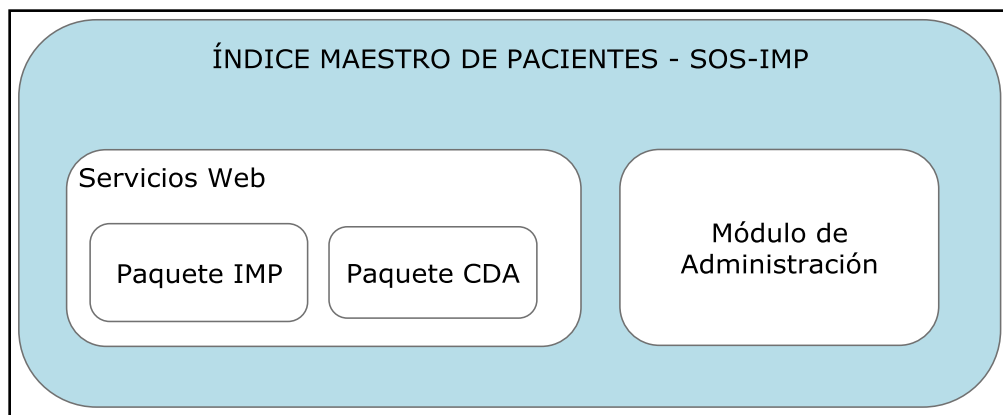 ÍNDICE MAESTRO DE PACIENTES - SOS-IMP
Servicios Web
Paquete IMP
Paquete CDA
Módulo de
Administración